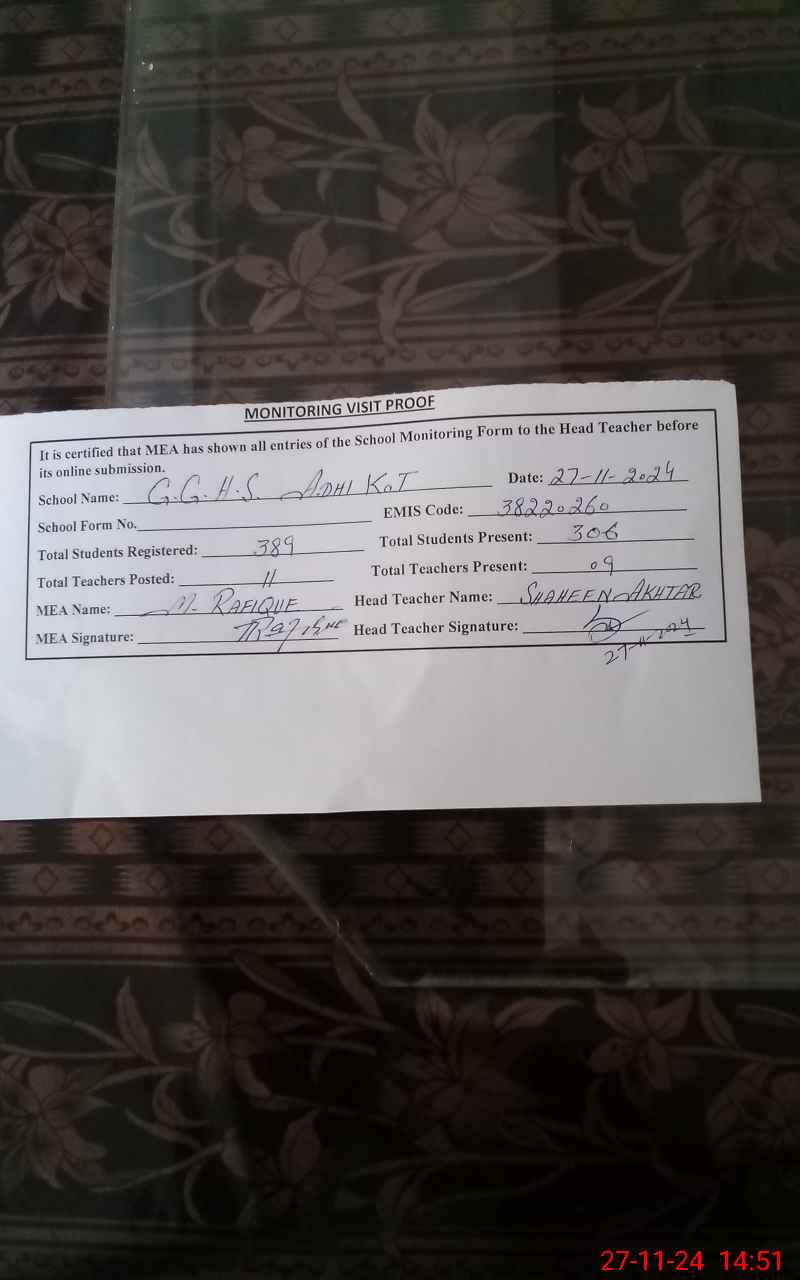 MONITORING VISIT PROOF
It is certified that MEA has shown all entries of the School Monitoring Form to the Head Teacher before
its online submission.
School Name: G.G.H.S. ADHI KOT Date: 27-11-2024
School Form No. EMIS Code: 38220260
Total Students Registered: 389 Total Students Present: 306
Total Teachers Posted: 11 Total Teachers Present: 09
MEA Name: M. RAFIQUE Head Teacher Name: SHAHEEN AKHTAR
MEA Signature: Head Teacher Signature:
27-11-2024
27-11-24 14:51